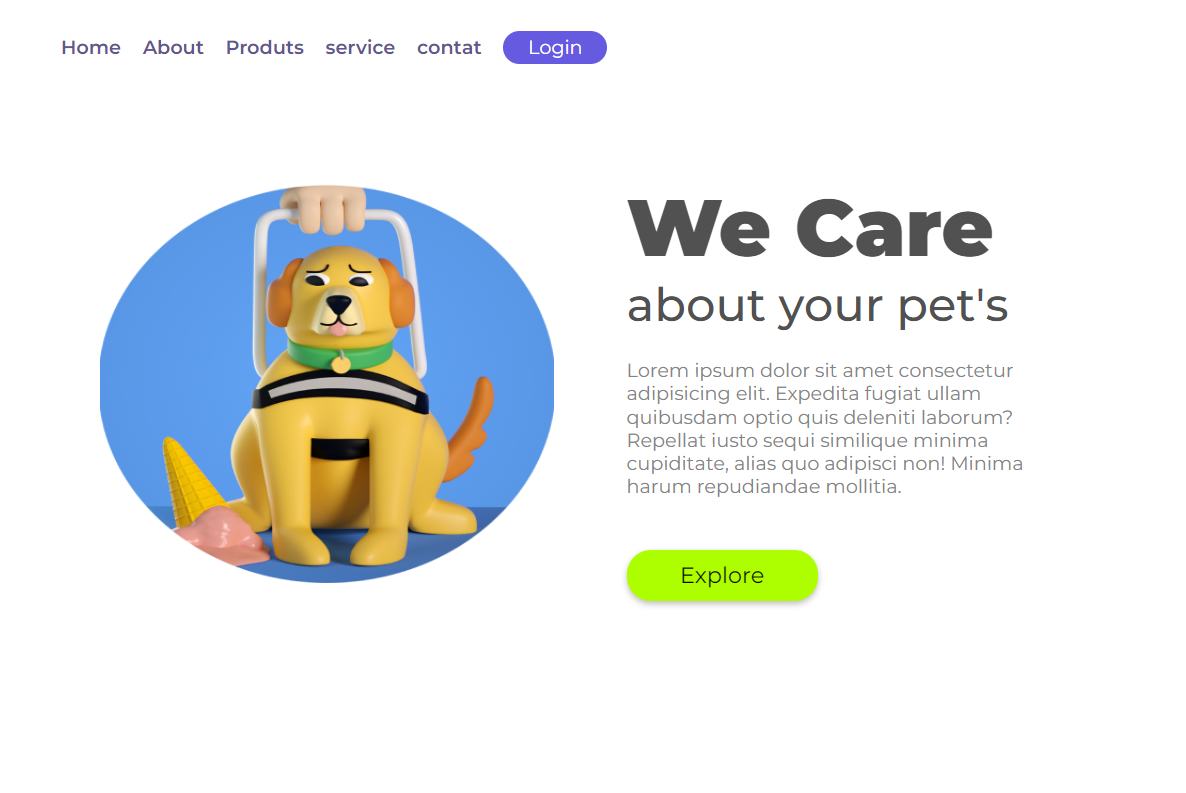 Home About Produts service contat Login
We Care
about your pet's
Lorem ipsum dolor sit amet consectetur
adipisicing elit. Expedita fugiat ullam
quibusdam optio quis deleniti laborum?
Repellat iusto sequi similique minima
cupiditate, alias quo adipisci non! Minima
harum repudiandae mollitia.
Explore